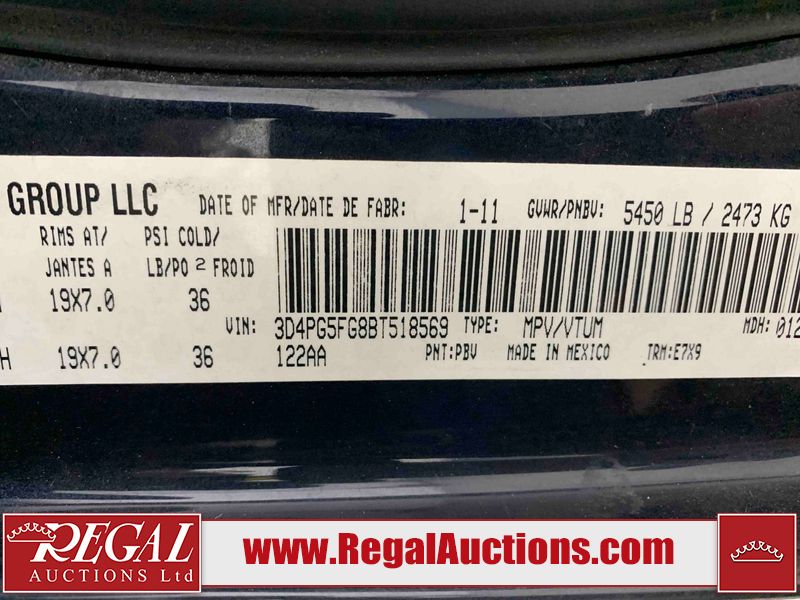 GROUP LLC DATE OF MFR/DATE DE FABR: 1-11 GVWR/PNBV: 5450 LB / 2473 KG
RIMS AT/ PSI COLD/
JANTES A LB/PO 2 FROID
19X7.0 36
VIN: 3D4PG5FG8BT518569 TYPE: MPV/VTUM MDH: 012
H 19X7.0 36 122AA PNT:PBV MADE IN MEXICO TRM:E7X9
REGAL
AUCTIONS Ltd
www.RegalAuctions.com